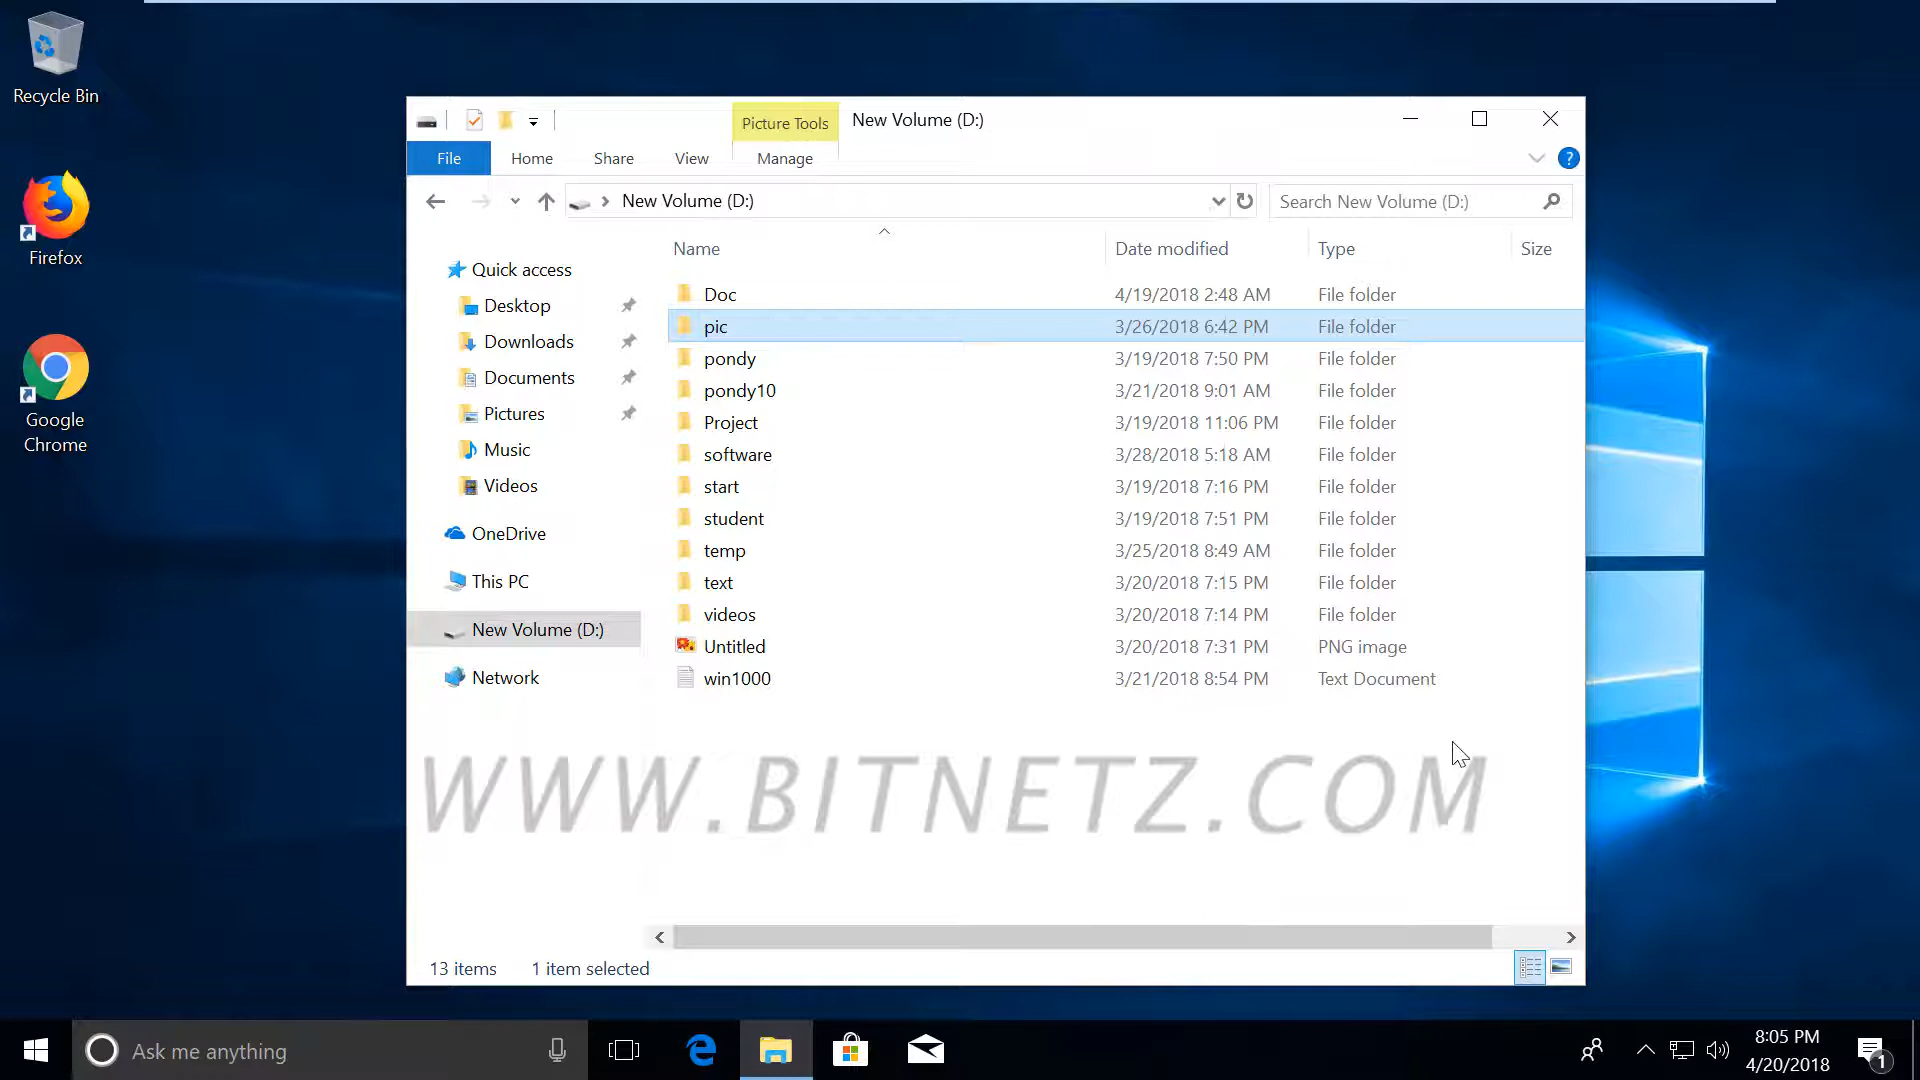 Recycle Bin
Firefox
Google
Chrome
Picture Tools
New Volume (D:)
File
Home
Share
View
Manage
?
New Volume (D:)
Search New Volume (D:)
Name
Date modified
Type
Size
Quick access
Desktop
Downloads
Documents
Pictures
Music
Videos
OneDrive
This PC
New Volume (D:)
Network
Doc 4/19/2018 2:48 AM File folder
pic 3/26/2018 6:42 PM File folder
pondy 3/19/2018 7:50 PM File folder
pondy10 3/21/2018 9:01 AM File folder
Project 3/19/2018 11:06 PM File folder
software 3/28/2018 5:18 AM File folder
start 3/19/2018 7:16 PM File folder
student 3/19/2018 7:51 PM File folder
temp 3/25/2018 8:49 AM File folder
text 3/20/2018 7:15 PM File folder
videos 3/20/2018 7:14 PM File folder
Untitled 3/20/2018 7:31 PM PNG image
win1000 3/21/2018 8:54 PM Text Document
WWW.BITNETZ.COM
13 items
1 item selected
Ask me anything
8:05 PM
4/20/2018
1